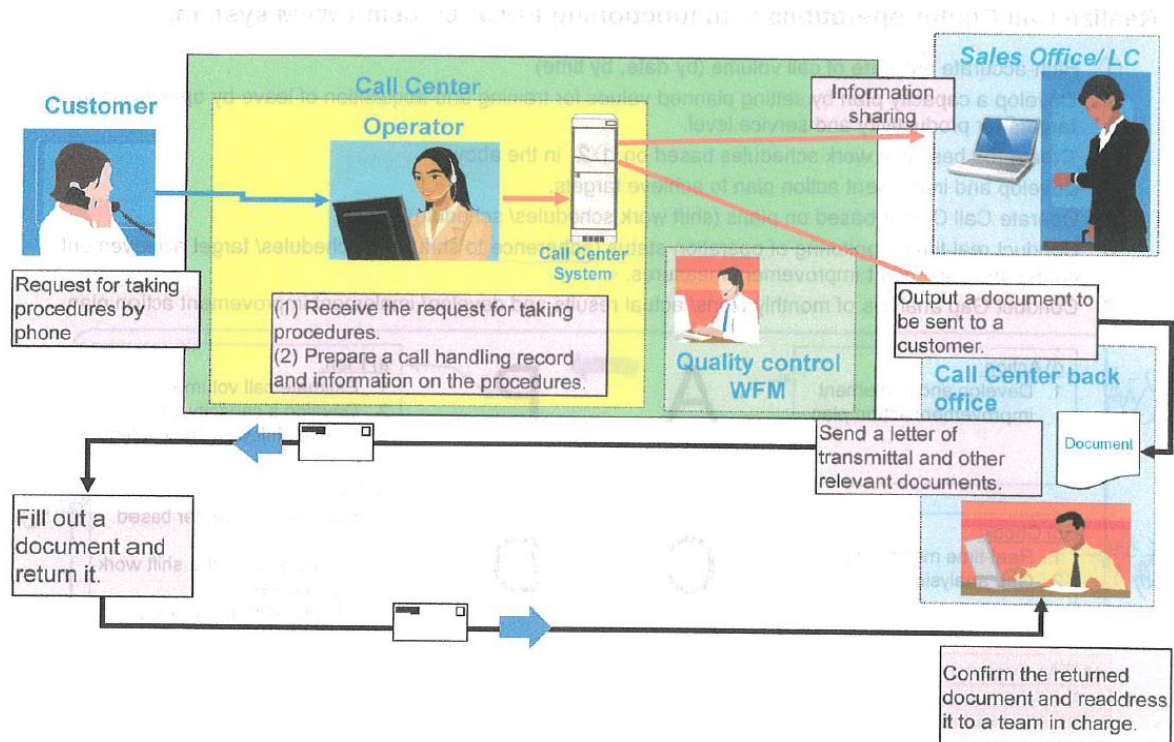 Customer
Request for taking
procedures by
phone
Call Center
Operator
Call Center
System
(1) Receive the request for taking
procedures.
(2) Prepare a call handling record
and information on the procedures.
Quality control
WFM
Information
sharing
Sales Office/ LC
Output a document to
be sent to a
customer.
Call Center back
office
Document
Send a letter of
transmittal and other
relevant documents.
Fill out a
document and
return it.
Confirm the returned
document and readdress
it to a team in charge.